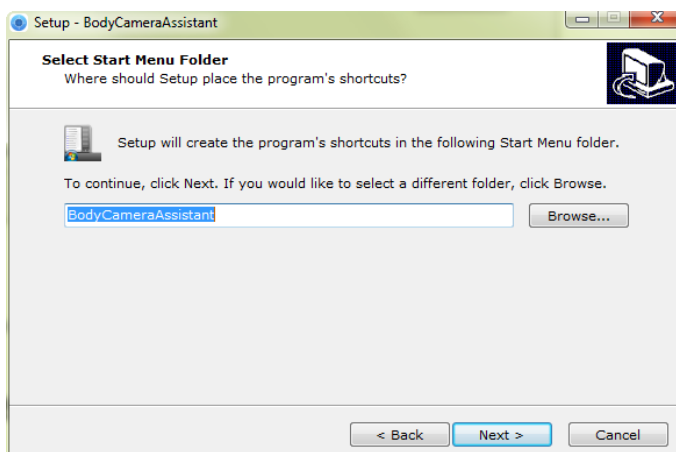 Setup - BodyCameraAssistant
Select Start Menu Folder
Where should Setup place the program's shortcuts?
Setup will create the program's shortcuts in the following Start Menu folder.
To continue, click Next. If you would like to select a different folder, click Browse.
BodyCameraAssistant
Browse...
< Back
Next >
Cancel